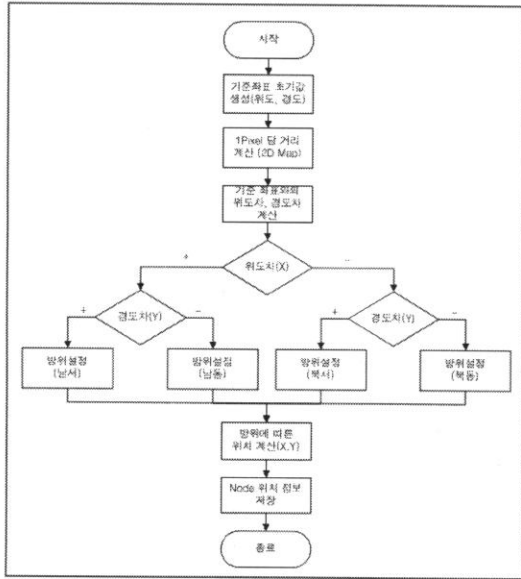 시작
기준좌표 초기값
생성(위도, 경도)
1Pixel 당 거리
계산 (2D Map)
기준 좌표와의
위도차, 경도차
계산
+ 위도차(X) -
+ 경도차(Y) - + 경도차(Y) -
방위설정 방위설정 방위설정 방위설정
(남서) (남동) (북서) (북동)
방위에 따른
위치 계산(X,Y)
Node 위치 정보
저장
종료